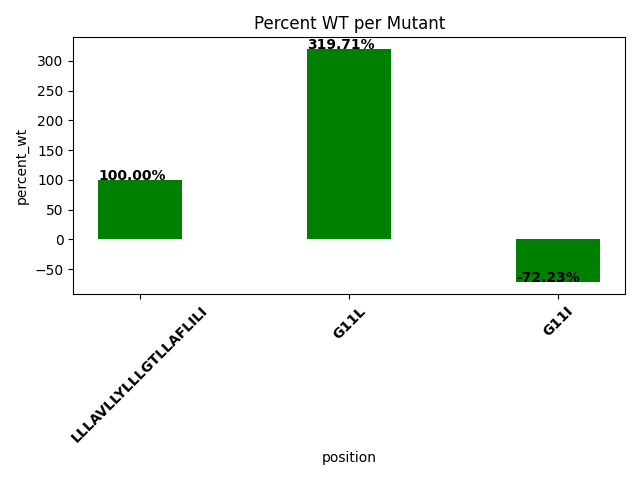 Percent WT per Mutant
percent_wt
300
250
200
150
100
50
0
−50
100.00%
319.71%
-72.23%
LLLAVLLYLLLGTLLAFLILI
G11L
G11I
position